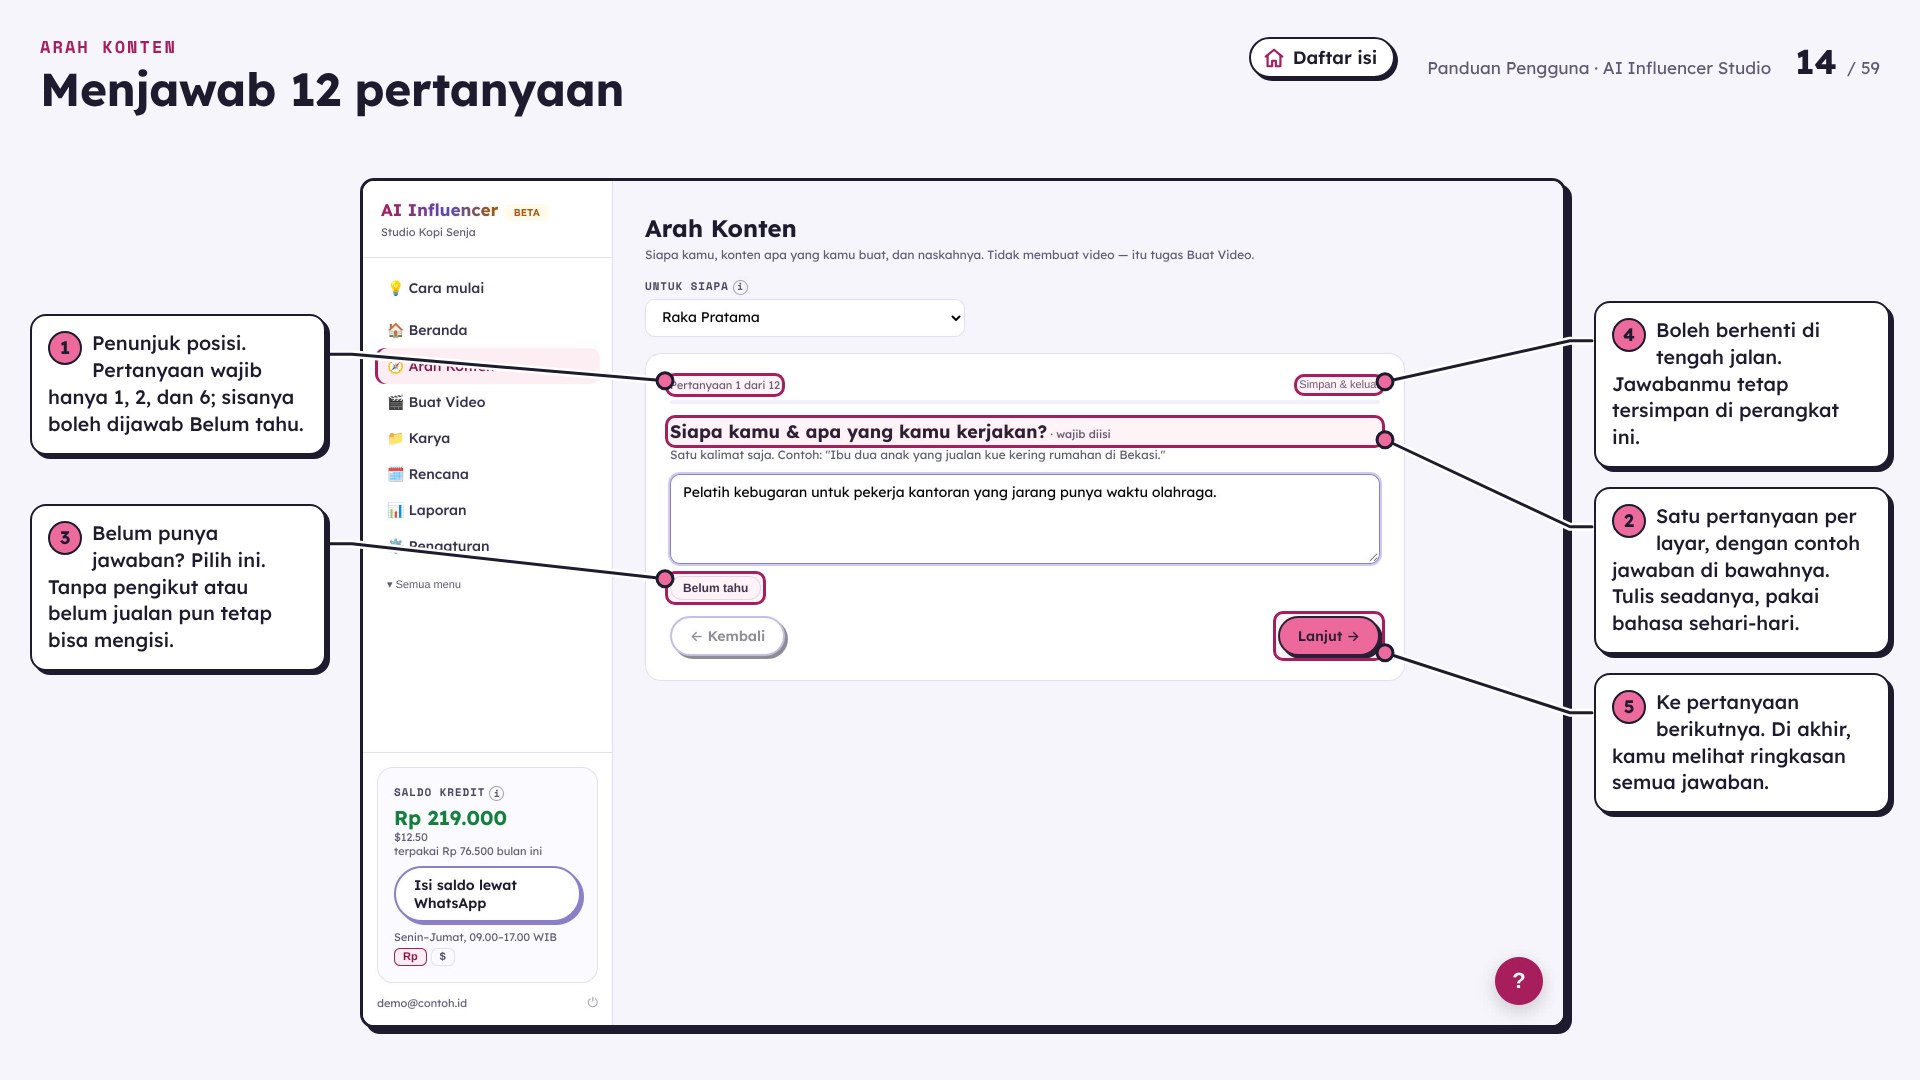 ARAH KONTEN
Menjawab 12 pertanyaan
Daftar isi
Panduan Pengguna · AI Influencer Studio
14 / 59
1 Penunjuk posisi.
Pertanyaan wajib
hanya 1, 2, dan 6; sisanya
boleh dijawab Belum tahu.
3 Belum punya
jawaban? Pilih ini.
Tanpa pengikut atau
belum jualan pun tetap
bisa mengisi.
AI Influencer BETA
Studio Kopi Senja
Cara mulai
Beranda
Arah Konten
Buat Video
Karya
Rencana
Laporan
Pengaturan
▾ Semua menu
SALDO KREDIT i
Rp 219.000
$12.50
terpakai Rp 76.500 bulan ini
Isi saldo lewat
WhatsApp
Senin–Jumat, 09.00–17.00 WIB
Rp $
demo@contoh.id
Arah Konten
Siapa kamu, konten apa yang kamu buat, dan naskahnya. Tidak membuat video — itu tugas Buat Video.
UNTUK SIAPA i
Raka Pratama
Pertanyaan 1 dari 12
Simpan & kelua
Siapa kamu & apa yang kamu kerjakan? · wajib diisi
Satu kalimat saja. Contoh: "Ibu dua anak yang jualan kue kering rumahan di Bekasi."
Pelatih kebugaran untuk pekerja kantoran yang jarang punya waktu olahraga.
Belum tahu
← Kembali
Lanjut →
?
4 Boleh berhenti di
tengah jalan.
Jawabanmu tetap
tersimpan di perangkat
ini.
2 Satu pertanyaan per
layar, dengan contoh
jawaban di bawahnya.
Tulis seadanya, pakai
bahasa sehari-hari.
5 Ke pertanyaan
berikutnya. Di akhir,
kamu melihat ringkasan
semua jawaban.